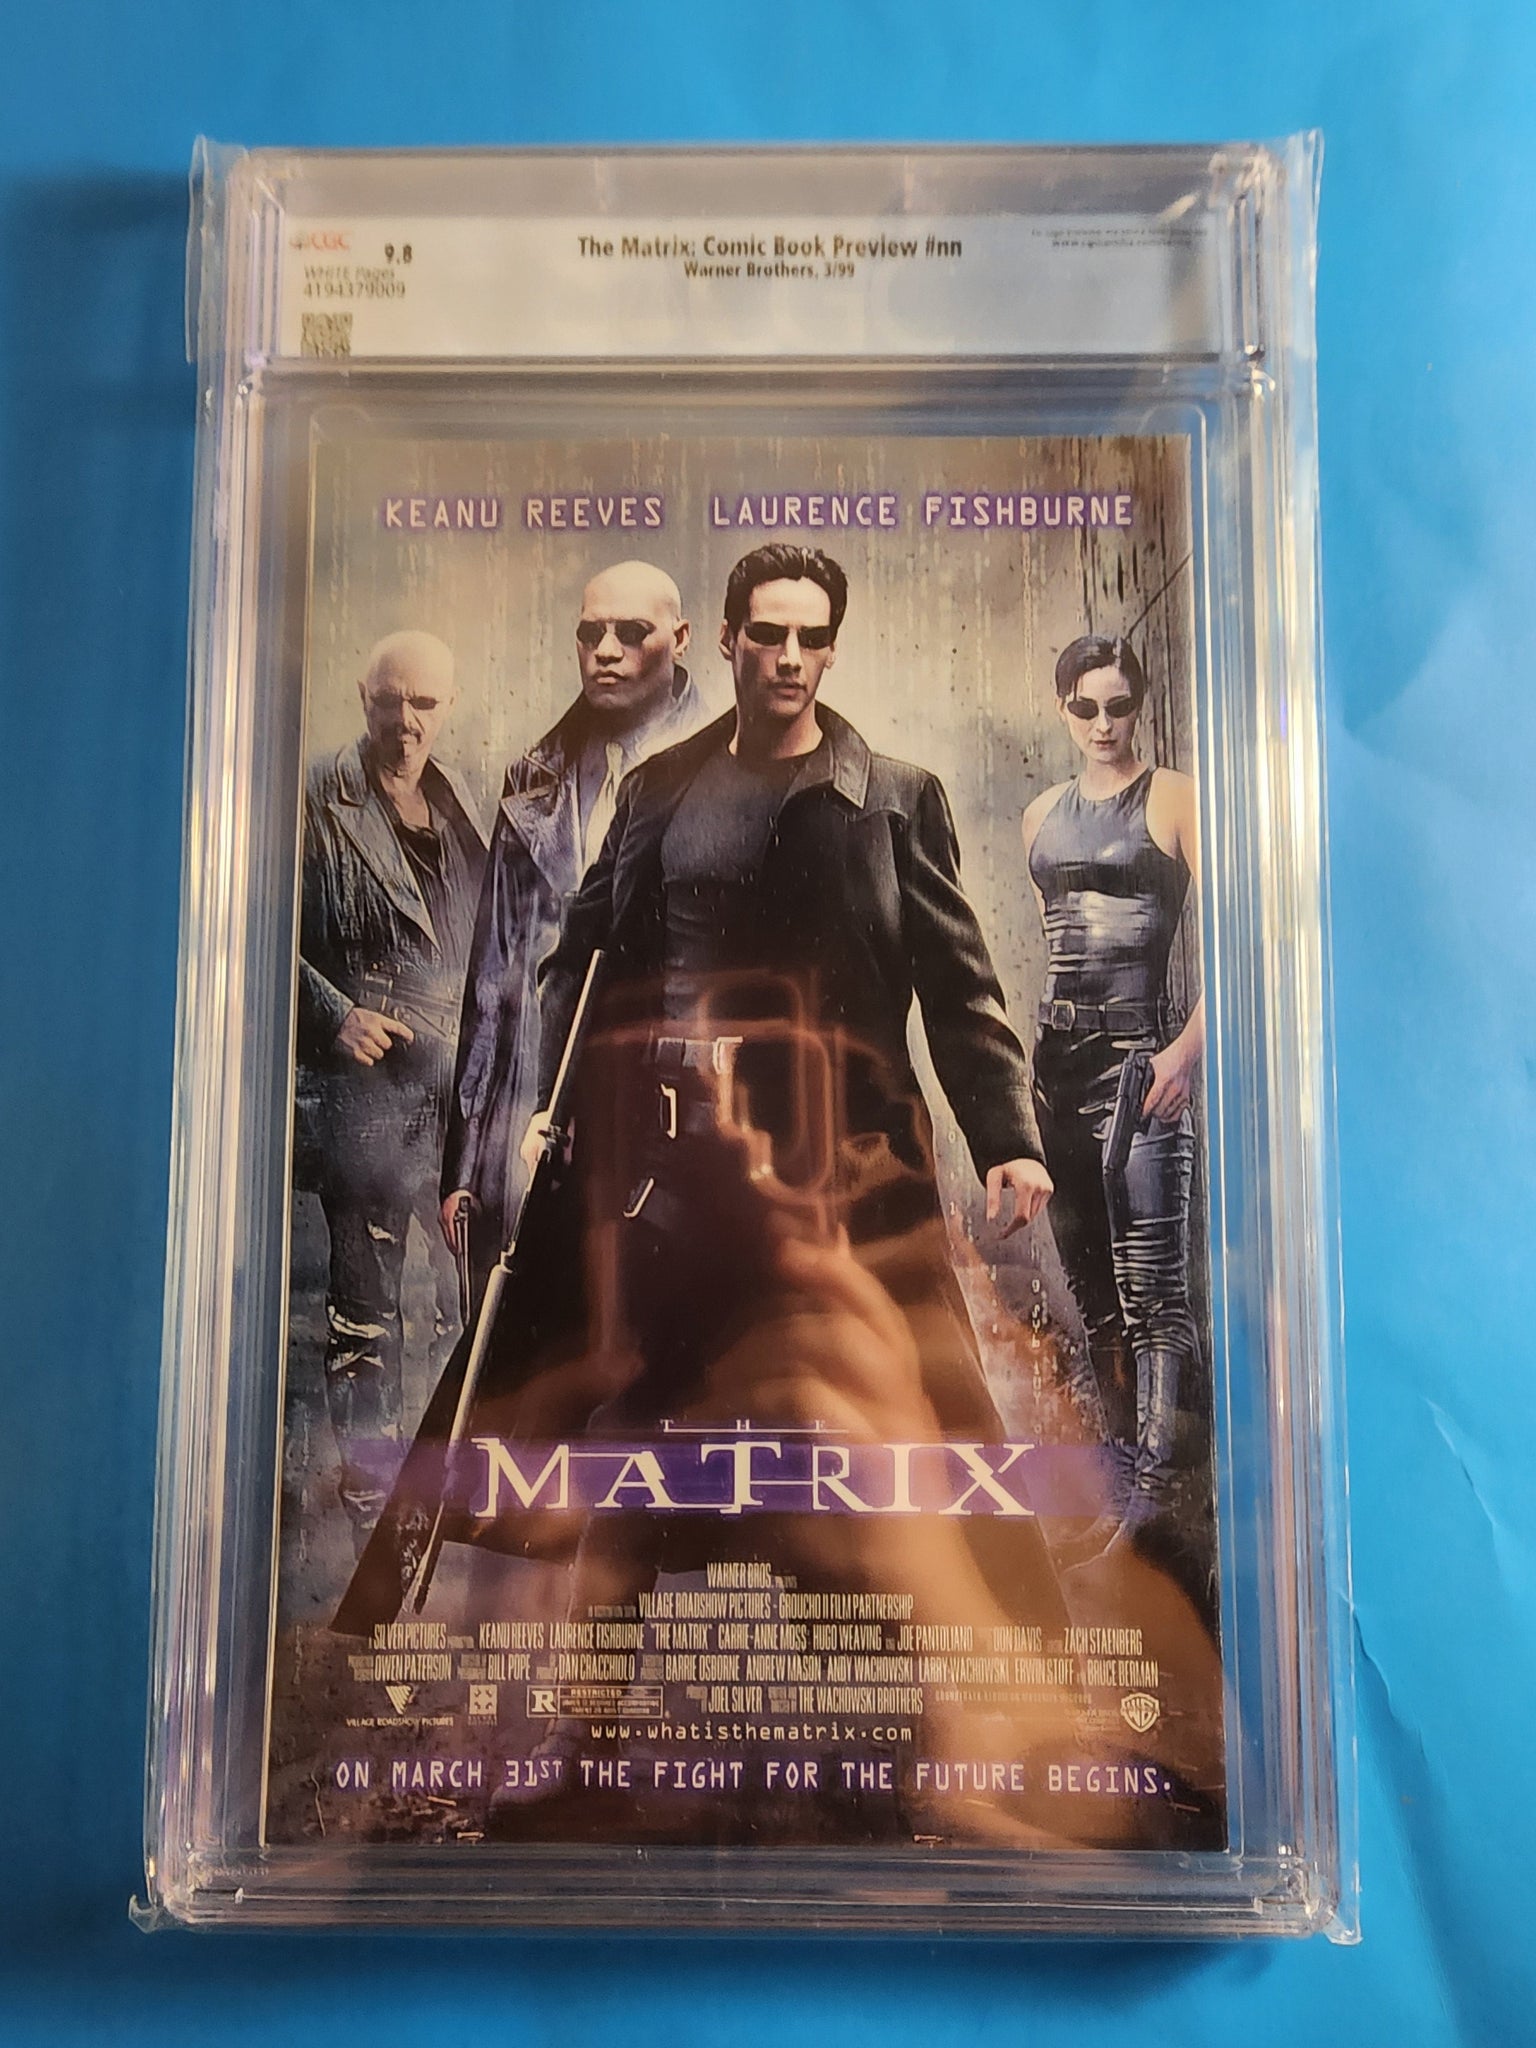 CGC 9.8
WHITE Pages
4194379009
The Matrix: Comic Book Preview #nn
Warner Brothers, 3/99
KEANU REEVES LAURENCE FISHBURNE
THE
MATRIX
WARNER BROS.
VILLAGE ROADSHOW PICTURES - GROUCHO II FILM PARTNERSHIP
SILVER PICTURES KEANU REEVES LAURENCE FISHBURNE "THE MATRIX" CARRIE-ANNE MOSS HUGO WEAVING JOE PANTOLIANO DON DAVIS ZACH STAENBERG
OWEN PATERSON BILL POPE DAN CRACCHIOLO BARRIE OSBORNE ANDREW MASON ANDY WACHOWSKI LARRY WACHOWSKI ERWIN STOFF BRUCE BERMAN
JOEL SILVER THE WACHOWSKI BROTHERS
VILLAGE ROADSHOW PICTURES
R RESTRICTED
www.whatisthematrix.com
ON MARCH 31ST THE FIGHT FOR THE FUTURE BEGINS.